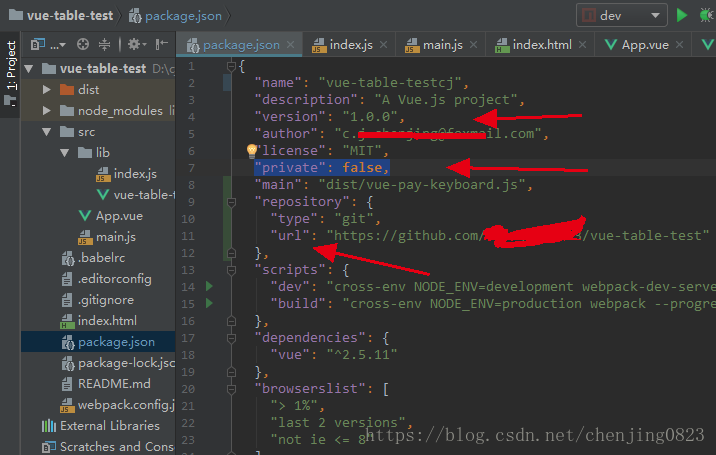 vue-table-test
package.json
dev
1: Project
package.json
index.js
main.js
index.html
App.vue
vue-table-test D:\c
dist
node_modules li
src
lib
index.js
vue-table-t
App.vue
main.js
.babelrc
.editorconfig
.gitignore
index.html
package.json
package-lock.jso
README.md
webpack.config.j
External Libraries
Scratches and Cons
1 {
2 "name": "vue-table-testcj",
3 "description": "A Vue.js project",
4 "version": "1.0.0",
5 "author": "c.j.chenjing@foxmail.com",
6 "license": "MIT",
7 "private": false,
8 "main": "dist/vue-pay-keyboard.js",
9 "repository": {
10 "type": "git",
11 "url": "https://github.com/ /vue-table-test"
12 },
13 "scripts": {
14 "dev": "cross-env NODE_ENV=development webpack-dev-serve
15 "build": "cross-env NODE_ENV=production webpack --progre
16 },
17 "dependencies": {
18 "vue": "^2.5.11"
19 },
20 "browserslist": [
21 "> 1%",
22 "last 2 versions",
23 "not ie <= 8"
https://blog.csdn.net/chenjing0823